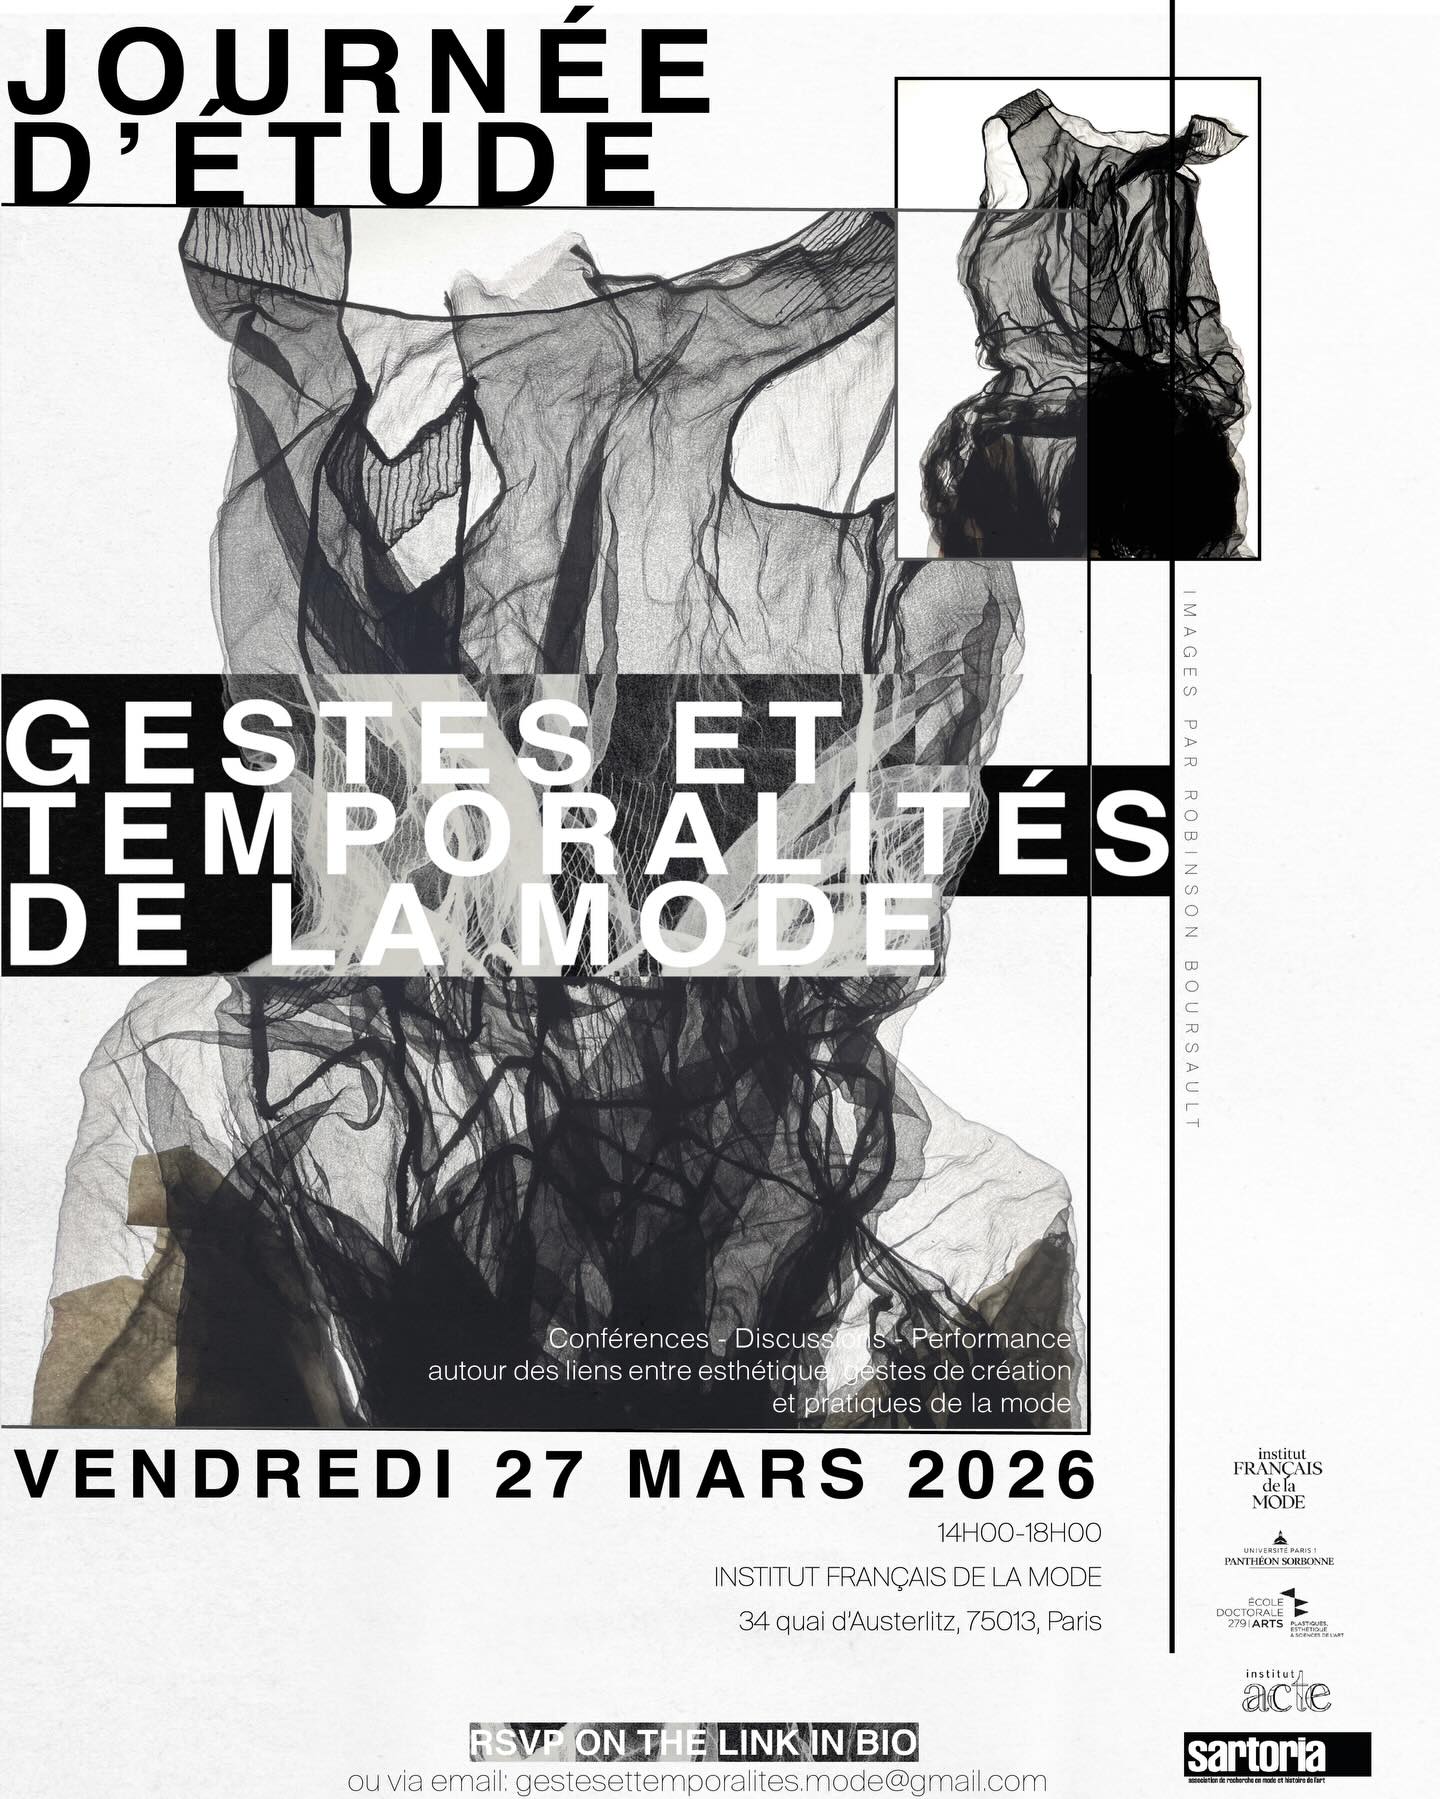 JOURNÉE
D'ÉTUDE
GESTES ET
TEMPORALITÉS
DE LA MODE
IMAGES PAR ROBINSON BOURSAULT
Conférences - Discussions - Performance
autour des liens entre esthétique, gestes de création
et pratiques de la mode
VENDREDI 27 MARS 2026
14H00-18H00
INSTITUT FRANÇAIS DE LA MODE
34 quai d'Austerlitz, 75013, Paris
institut
FRANÇAIS
de la
MODE
UNIVERSITÉ PARIS 1
PANTHÉON SORBONNE
ÉCOLE
DOCTORALE
279 | ARTS
PLASTIQUES,
ESTHÉTIQUE
& SCIENCES DE L'ART
institut
acte
sartoria
association de recherche en mode et histoire de l'art
RSVP ON THE LINK IN BIO
ou via email: gestesettemporalites.mode@gmail.com